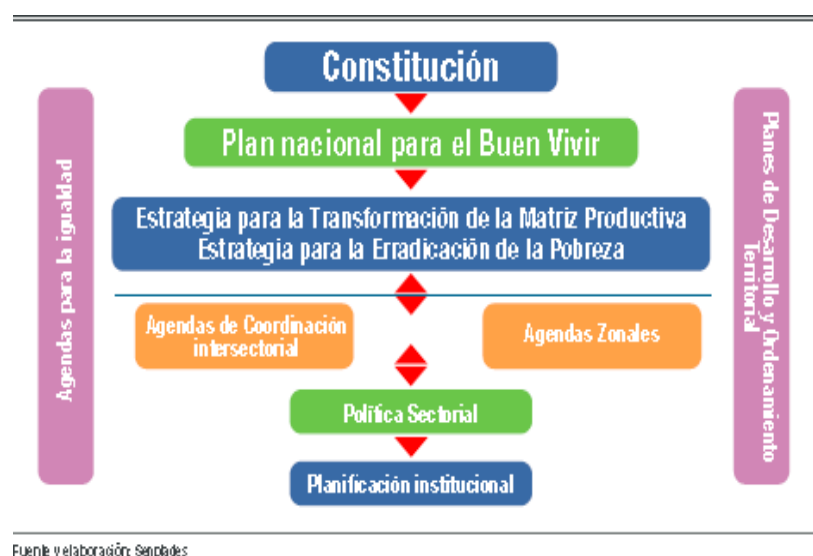 Constitución
Plan nacional para el Buen Vivir
Estrategia para la Transformación de la Matriz Productiva
Estrategia para la Erradicación de la Pobreza
Agendas de Coordinación
intersectorial
Agendas Zonales
Política Sectorial
Planificación institucional
Agendas para la igualdad
Planes de Desarrollo y Ordenamiento
Territorial
Fuente y elaboración: Senplades